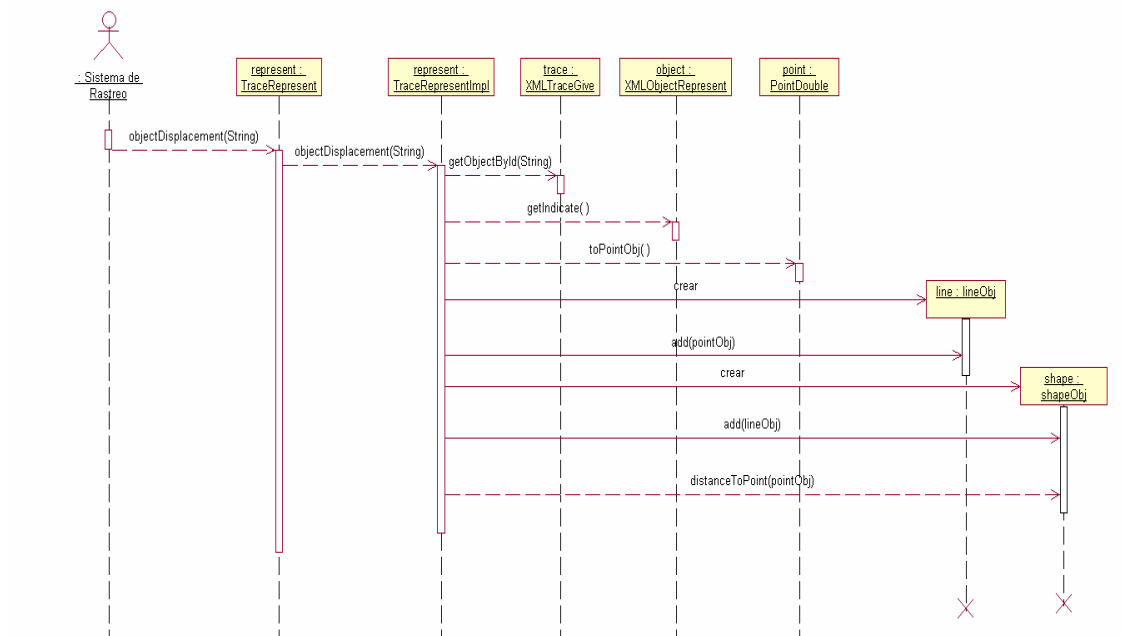 : Sistema de
Rastreo
represent :
TraceRepresent
represent :
TraceRepresentImpl
trace :
XMLTraceGive
object :
XMLObjectRepresent
point :
PointDouble
objectDisplacement(String)
objectDisplacement(String)
getObjectById(String)
getIndicate( )
toPointObj( )
crear
line : lineObj
add(pointObj)
crear
shape :
shapeObj
add(lineObj)
distanceToPoint(pointObj)